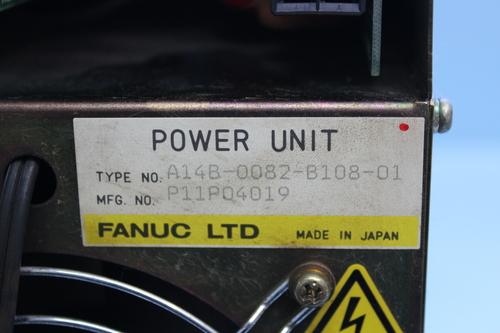 POWER UNIT
TYPE NO. A14B-0082-B108-01
MFG. NO. P11P04019
FANUC LTD MADE IN JAPAN